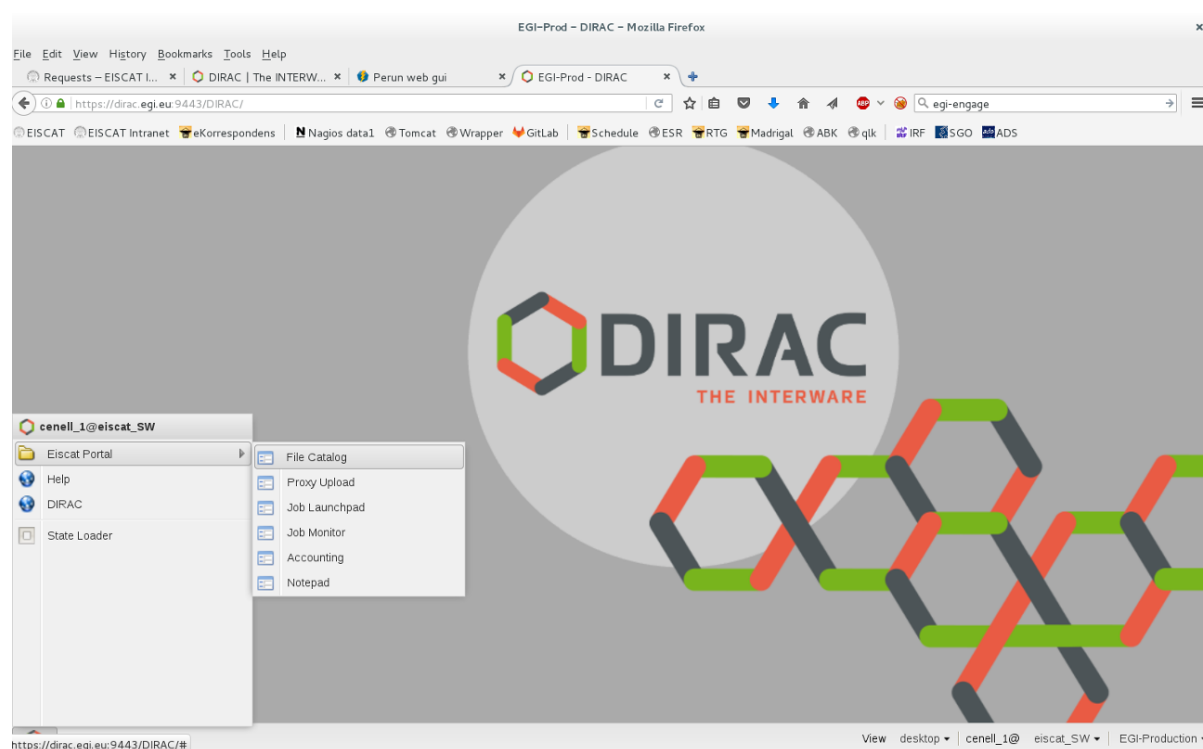 EGI-Prod – DIRAC – Mozilla Firefox
File Edit View History Bookmarks Tools Help
Requests – EISCAT I... DIRAC | The INTERW... Perun web gui EGI-Prod - DIRAC
https://dirac.egi.eu:9443/DIRAC/ egi-engage
EISCAT EISCAT Intranet eKorrespondens Nagios data1 Tomcat Wrapper GitLab Schedule ESR RTG Madrigal ABK qlk IRF SGO ADS
DIRAC
THE INTERWARE
cenell_1@eiscat_SW
Eiscat Portal
Help
DIRAC
State Loader
File Catalog
Proxy Upload
Job Launchpad
Job Monitor
Accounting
Notepad
https://dirac.egi.eu:9443/DIRAC/#
View desktop cenell_1@ eiscat_SW EGI-Production